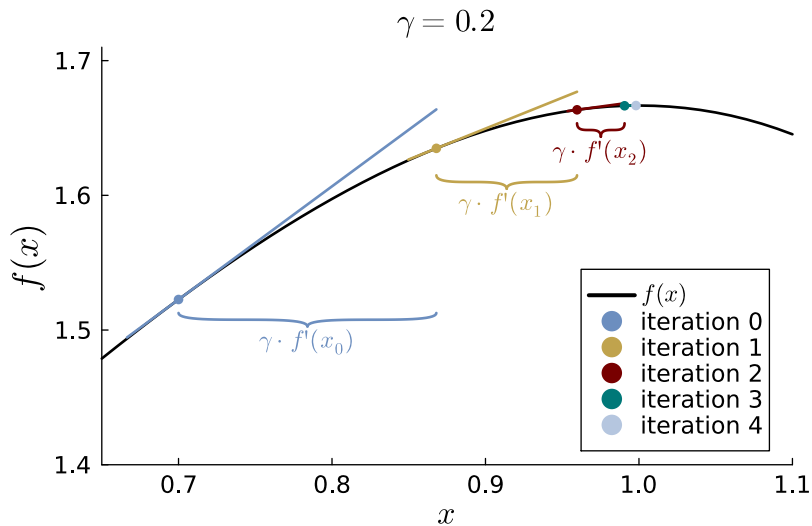 γ = 0.2
f(x)
1.7
1.6
1.5
1.4
γ · f'(x₂)
γ · f'(x₁)
γ · f'(x₀)
f(x)
iteration 0
iteration 1
iteration 2
iteration 3
iteration 4
0.7 0.8 0.9 1.0 1.1
x